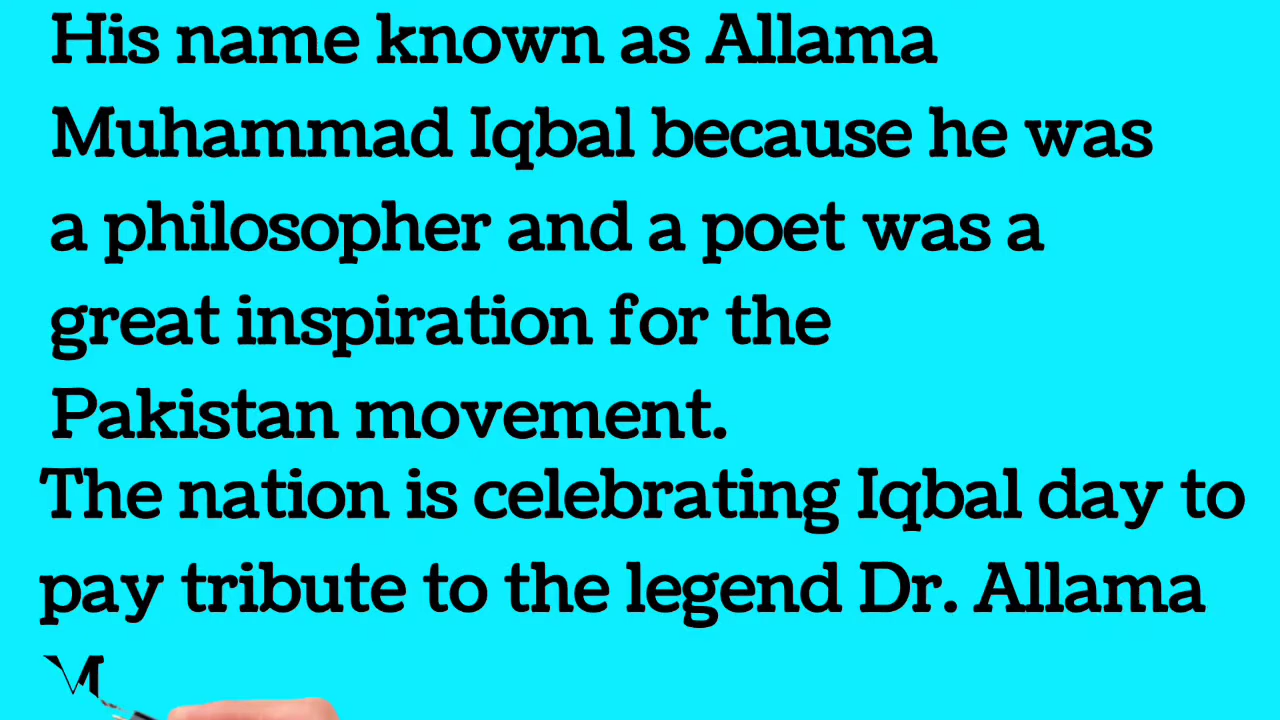 His name known as Allama
Muhammad Iqbal because he was
a philosopher and a poet was a
great inspiration for the
Pakistan movement.
The nation is celebrating Iqbal day to
pay tribute to the legend Dr. Allama
M